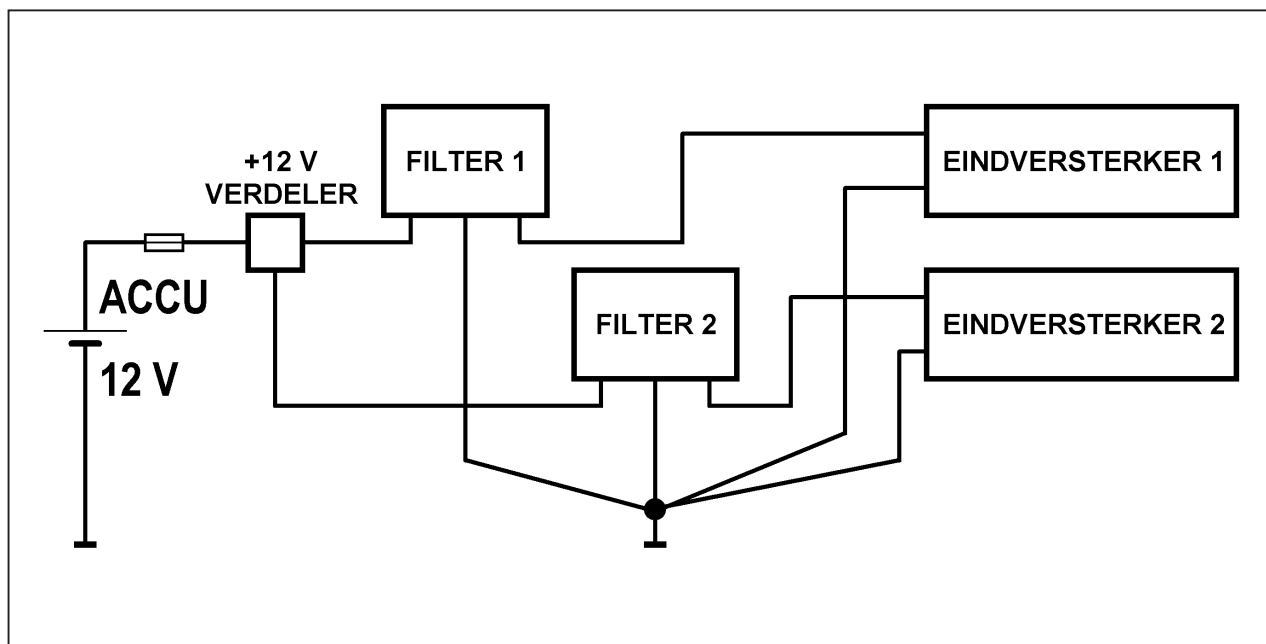 +12 V
VERDELER
FILTER 1
EINDVERSTERKER 1
ACCU
12 V
FILTER 2
EINDVERSTERKER 2